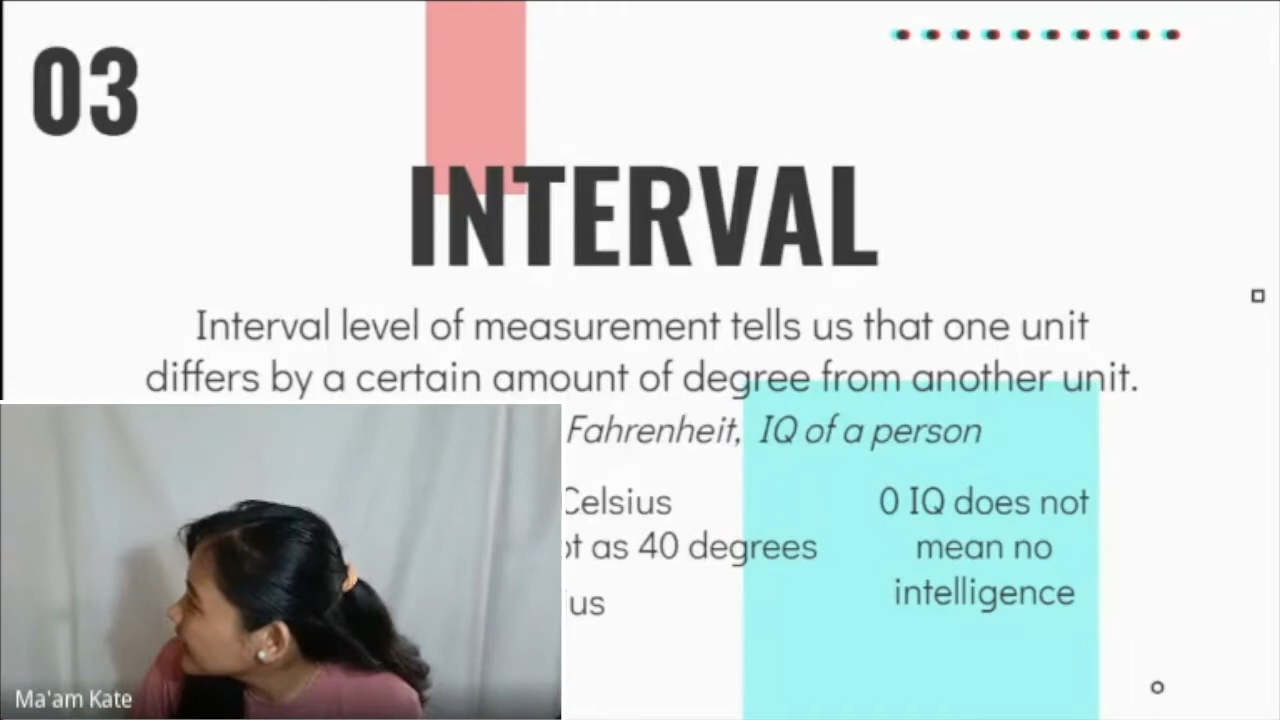 03
INTERVAL
Interval level of measurement tells us that one unit
differs by a certain amount of degree from another unit.
Fahrenheit, IQ of a person
Celsius
as 40 degrees
0 IQ does not
mean no
intelligence
Ma'am Kate